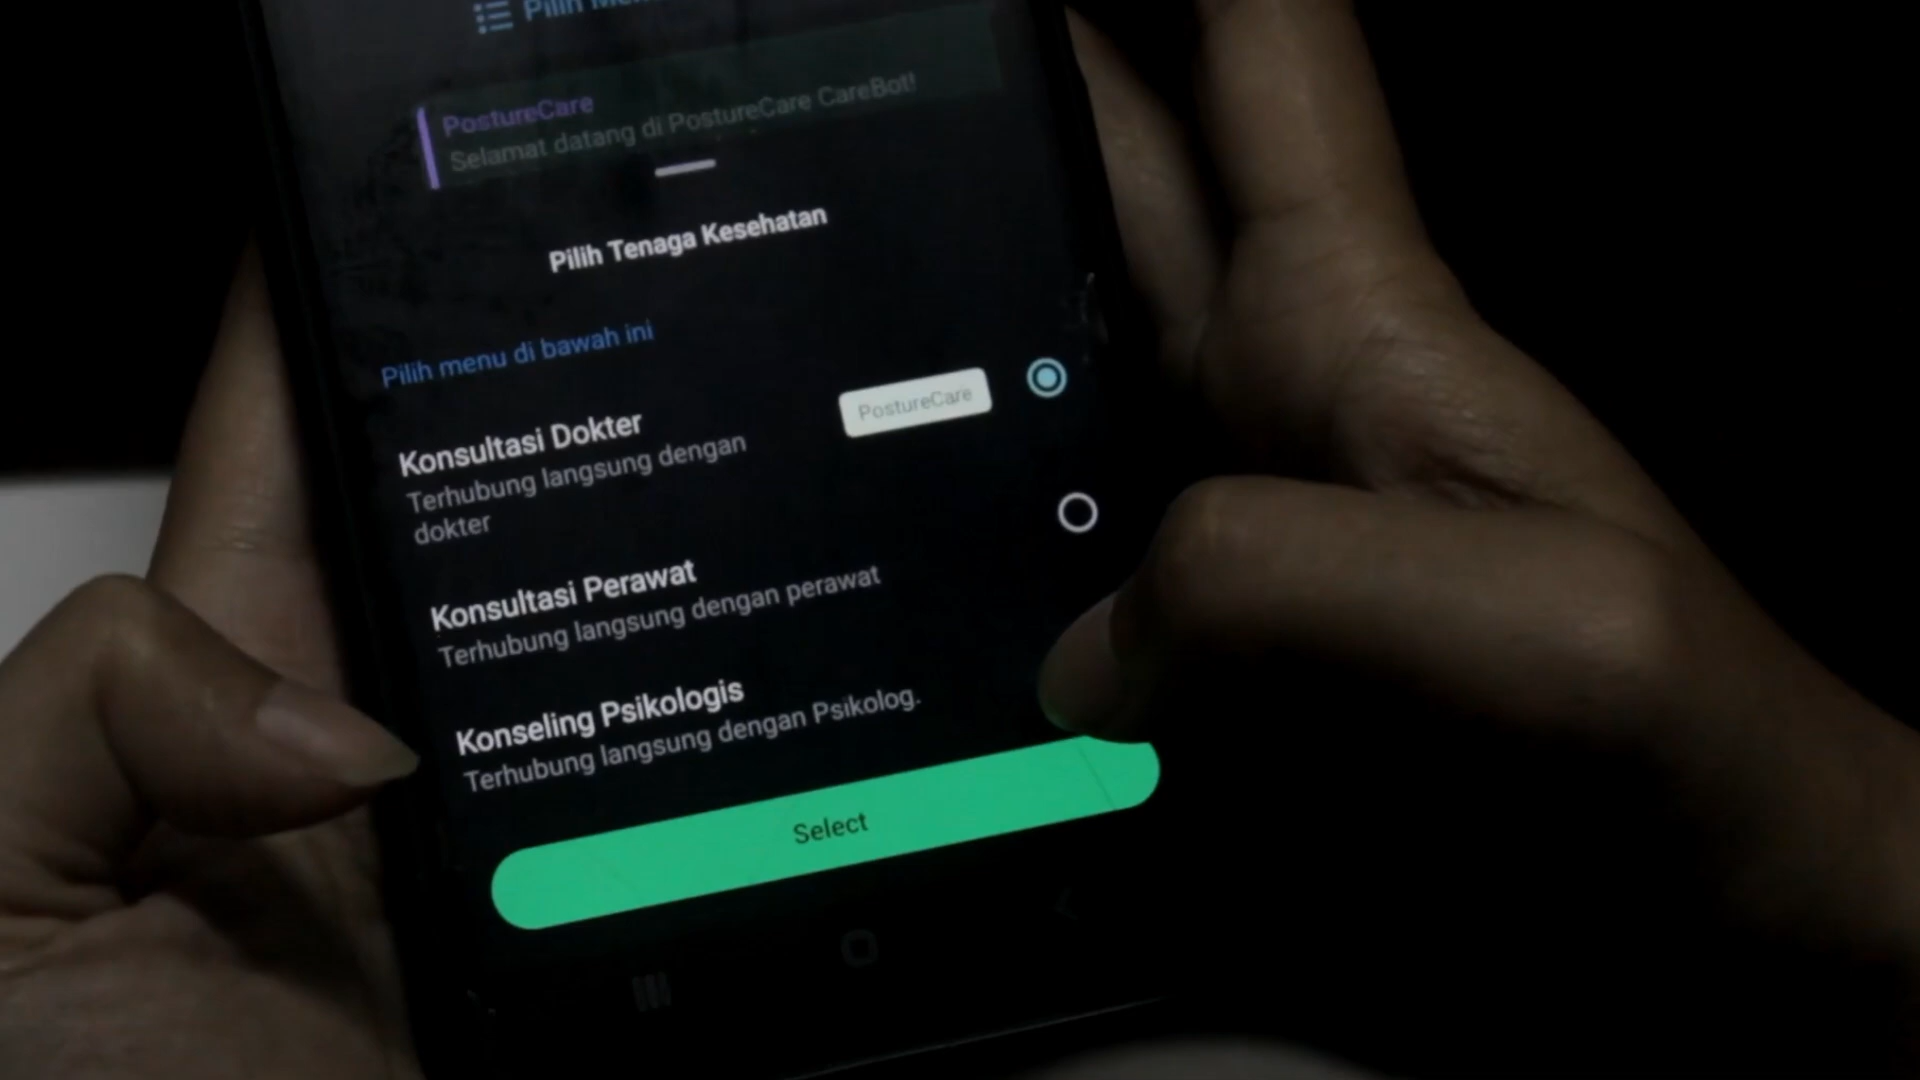 Pilih
PostureCare
Selamat datang di PostureCare CareBot!
Pilih Tenaga Kesehatan
Pilih menu di bawah ini
Konsultasi Dokter
Terhubung langsung dengan
dokter
PostureCare
Konsultasi Perawat
Terhubung langsung dengan perawat
Konseling Psikologis
Terhubung langsung dengan Psikolog.
Select